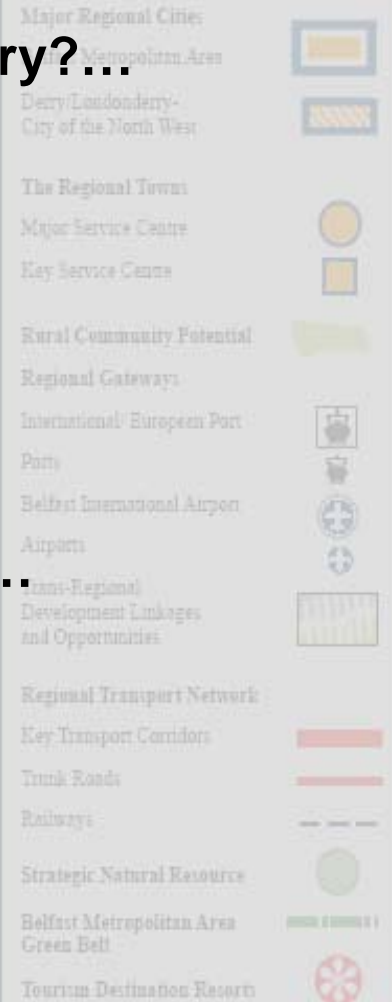 Major Regional Cities
ry?...
Metropolitan Area
Derry/Londonderry-
City of the North West
The Regional Towns
Major Service Centre
Key Service Centre
Rural Community Potential
Regional Gateways
International/ European Port
Ports
Belfast International Airport
Airports
..
Trans-Regional
Development Linkages
and Opportunities
Regional Transport Network
Key Transport Corridors
Trunk Roads
Railways
Strategic Natural Resource
Belfast Metropolitan Area
Green Belt
Tourism Destination Resorts